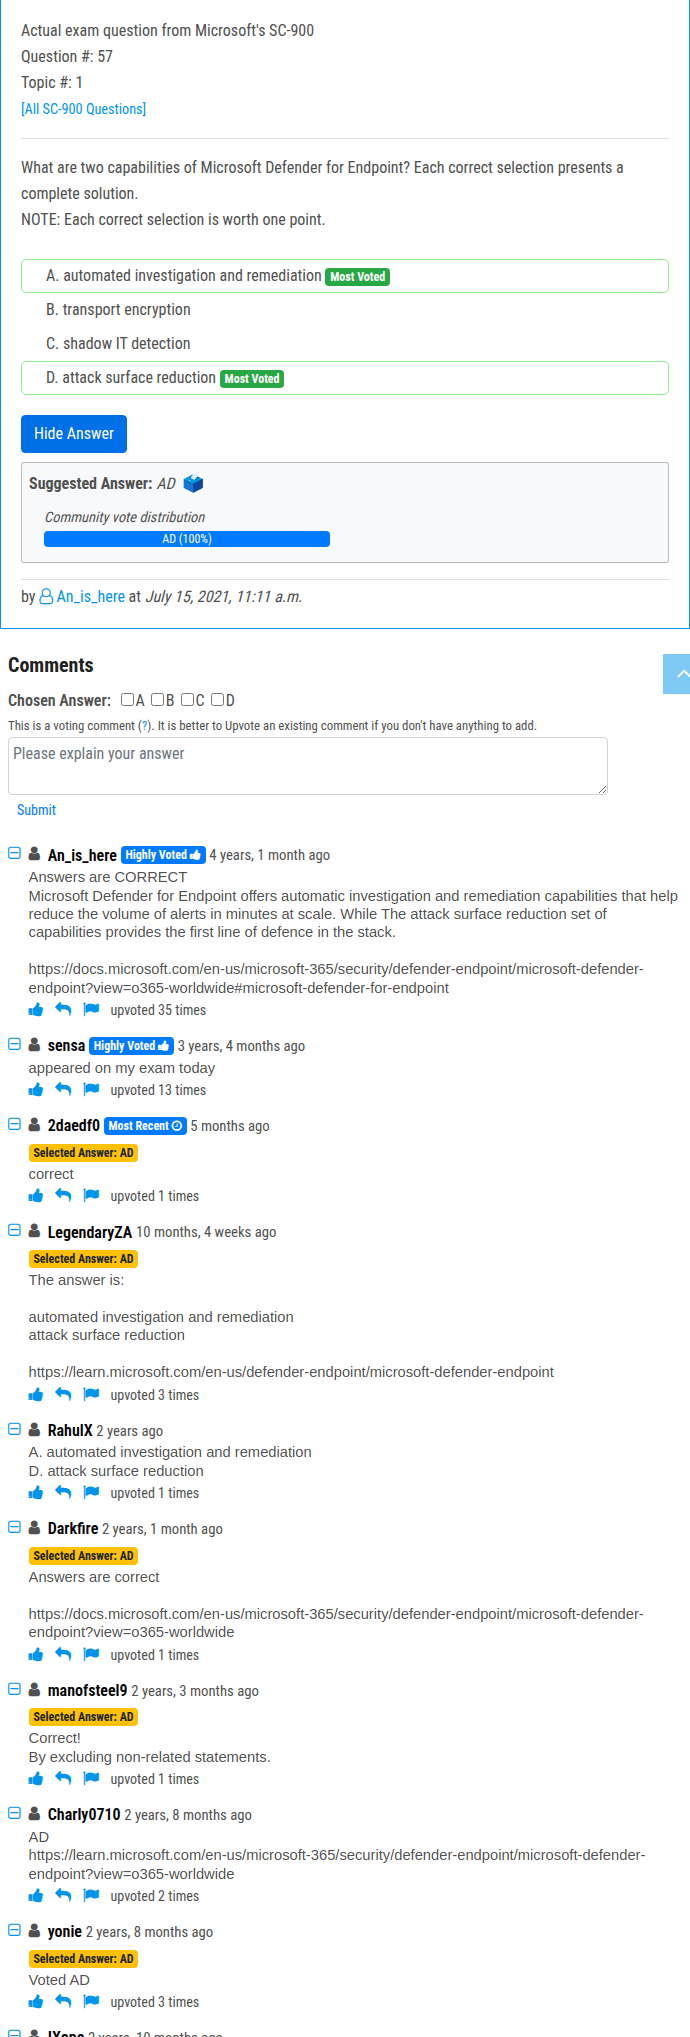 Actual exam question from Microsoft's SC-900
Question #: 57
Topic #: 1
[All SC-900 Questions]
What are two capabilities of Microsoft Defender for Endpoint? Each correct selection presents a
complete solution.
NOTE: Each correct selection is worth one point.
A. automated investigation and remediation Most Voted
B. transport encryption
C. shadow IT detection
D. attack surface reduction Most Voted
Hide Answer
Suggested Answer: AD
Community vote distribution
AD (100%)
by An_is_here at July 15, 2021, 11:11 a.m.
Comments
Chosen Answer: A B C D
This is a voting comment (?). It is better to Upvote an existing comment if you don't have anything to add.
Please explain your answer
Submit
An_is_here Highly Voted 4 years, 1 month ago
Answers are CORRECT
Microsoft Defender for Endpoint offers automatic investigation and remediation capabilities that help
reduce the volume of alerts in minutes at scale. While The attack surface reduction set of
capabilities provides the first line of defence in the stack.
https://docs.microsoft.com/en-us/microsoft-365/security/defender-endpoint/microsoft-defender-
endpoint?view=o365-worldwide#microsoft-defender-for-endpoint
upvoted 35 times
sensa Highly Voted 3 years, 4 months ago
appeared on my exam today
upvoted 13 times
2daedf0 Most Recent 5 months ago
Selected Answer: AD
correct
upvoted 1 times
LegendaryZA 10 months, 4 weeks ago
Selected Answer: AD
The answer is:
automated investigation and remediation
attack surface reduction
https://learn.microsoft.com/en-us/defender-endpoint/microsoft-defender-endpoint
upvoted 3 times
RahulX 2 years ago
A. automated investigation and remediation
D. attack surface reduction
upvoted 1 times
Darkfire 2 years, 1 month ago
Selected Answer: AD
Answers are correct
https://docs.microsoft.com/en-us/microsoft-365/security/defender-endpoint/microsoft-defender-
endpoint?view=o365-worldwide
upvoted 1 times
manofsteel9 2 years, 3 months ago
Selected Answer: AD
Correct!
By excluding non-related statements.
upvoted 1 times
Charly0710 2 years, 8 months ago
AD
https://learn.microsoft.com/en-us/microsoft-365/security/defender-endpoint/microsoft-defender-
endpoint?view=o365-worldwide
upvoted 2 times
yonie 2 years, 8 months ago
Selected Answer: AD
Voted AD
upvoted 3 times
2 years, 10 months ago